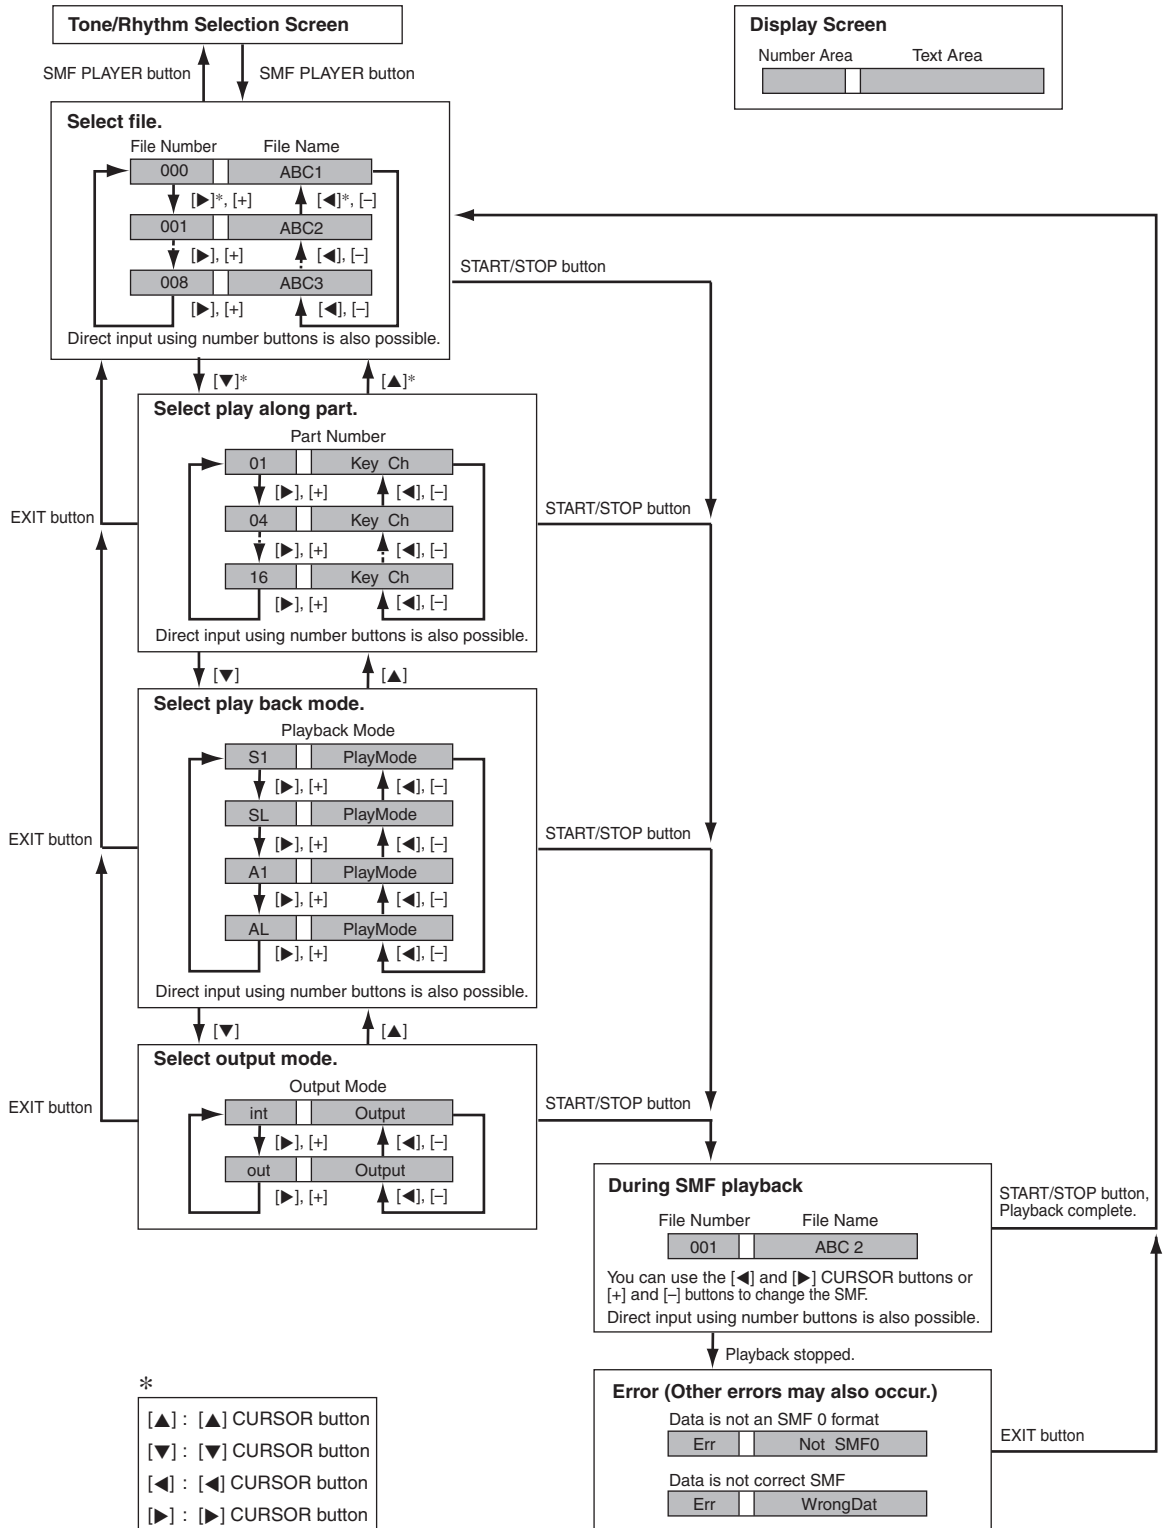 Tone/Rhythm Selection Screen
SMF PLAYER button
SMF PLAYER button
Display Screen
Number Area Text Area
Select file.
File Number File Name
000 ABC1
[▶]*, [+] [◀]*, [–]
001 ABC2
[▶], [+] [◀], [–]
008 ABC3
[▶], [+] [◀], [–]
Direct input using number buttons is also possible.
START/STOP button
[▼]* [▲]*
Select play along part.
Part Number
01 Key Ch
[▶], [+] [◀], [–]
04 Key Ch
[▶], [+] [◀], [–]
16 Key Ch
[▶], [+] [◀], [–]
Direct input using number buttons is also possible.
EXIT button
START/STOP button
[▼] [▲]
Select play back mode.
Playback Mode
S1 PlayMode
[▶], [+] [◀], [–]
SL PlayMode
[▶], [+] [◀], [–]
A1 PlayMode
[▶], [+] [◀], [–]
AL PlayMode
[▶], [+] [◀], [–]
Direct input using number buttons is also possible.
EXIT button
START/STOP button
[▼] [▲]
Select output mode.
Output Mode
int Output
[▶], [+] [◀], [–]
out Output
[▶], [+] [◀], [–]
EXIT button
START/STOP button
During SMF playback
File Number File Name
001 ABC 2
You can use the [◀] and [▶] CURSOR buttons or
[+] and [–] buttons to change the SMF.
Direct input using number buttons is also possible.
START/STOP button,
Playback complete.
Playback stopped.
Error (Other errors may also occur.)
Data is not an SMF 0 format
Err Not SMF0
Data is not correct SMF
Err WrongDat
EXIT button
*
[▲] : [▲] CURSOR button
[▼] : [▼] CURSOR button
[◀] : [◀] CURSOR button
[▶] : [▶] CURSOR button